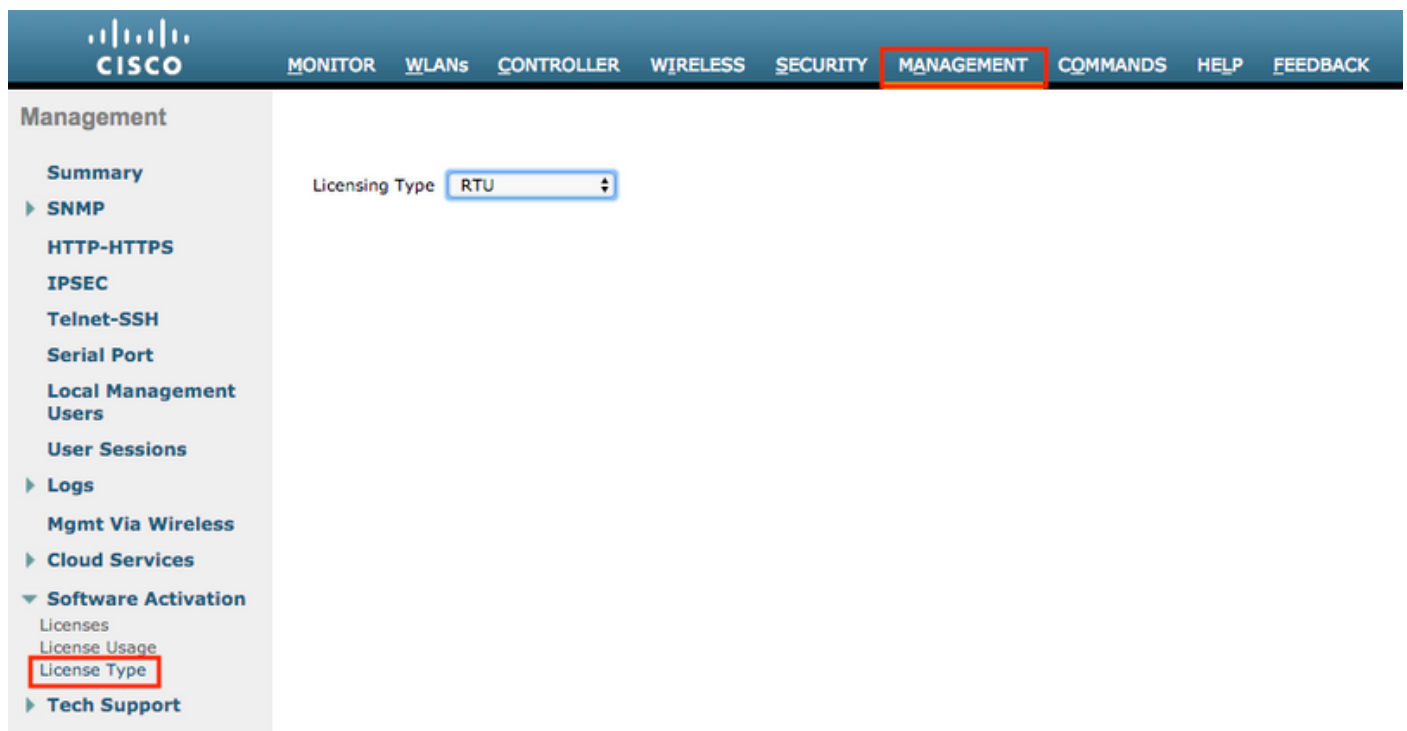 CISCO
MONITOR WLANs CONTROLLER WIRELESS SECURITY MANAGEMENT COMMANDS HELP FEEDBACK
Management
Summary
SNMP
HTTP-HTTPS
IPSEC
Telnet-SSH
Serial Port
Local Management
Users
User Sessions
Logs
Mgmt Via Wireless
Cloud Services
Software Activation
Licenses
License Usage
License Type
Tech Support
Licensing Type RTU